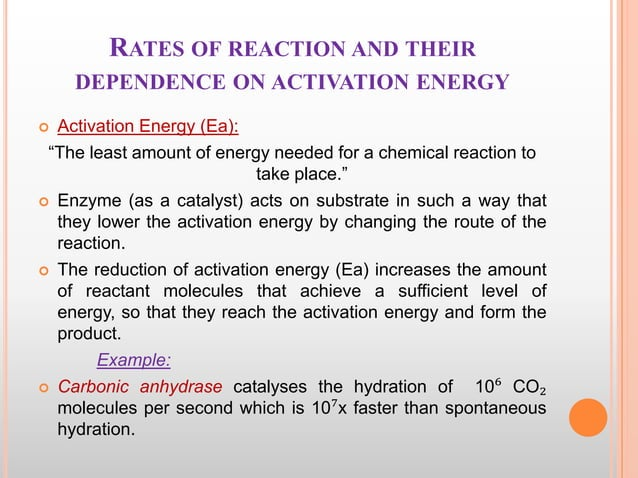 RATES OF REACTION AND THEIR
DEPENDENCE ON ACTIVATION ENERGY
Activation Energy (Ea):
“The least amount of energy needed for a chemical reaction to
take place.”
Enzyme (as a catalyst) acts on substrate in such a way that
they lower the activation energy by changing the route of the
reaction.
The reduction of activation energy (Ea) increases the amount
of reactant molecules that achieve a sufficient level of
energy, so that they reach the activation energy and form the
product.
Example:
Carbonic anhydrase catalyses the hydration of 10⁶ CO₂
molecules per second which is 10⁷x faster than spontaneous
hydration.